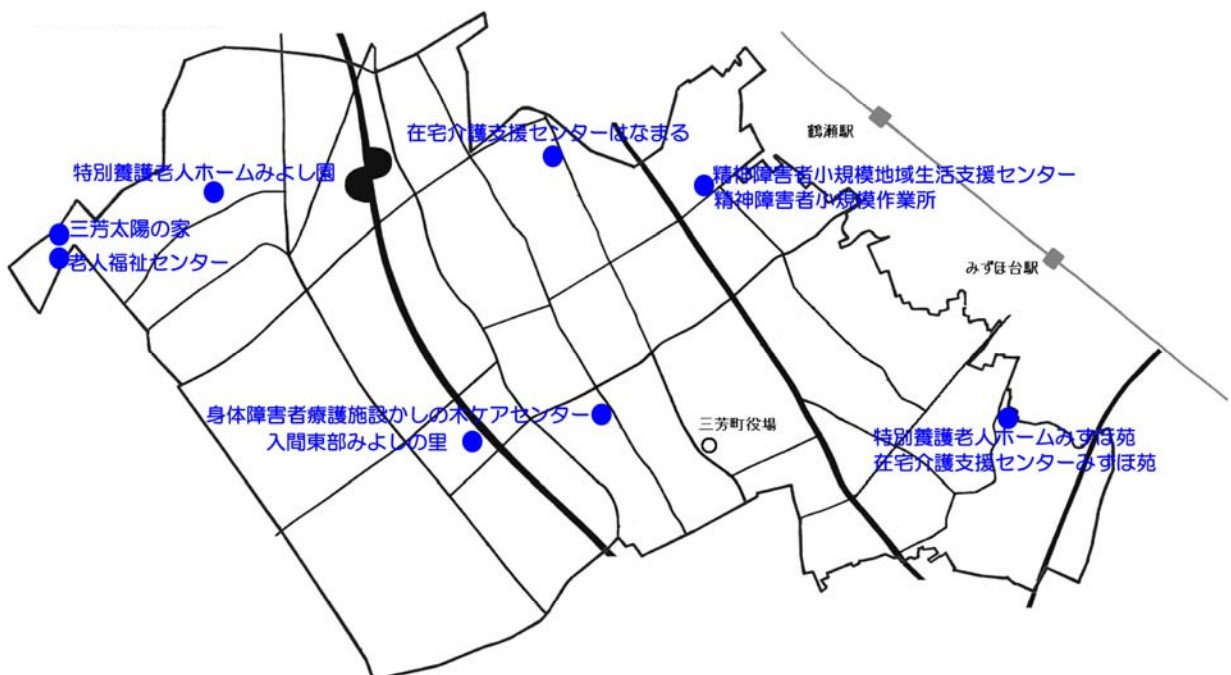 在宅介護支援センターはなまる
鶴瀬駅
特別養護老人ホームみよし園
精神障害者小規模地域生活支援センター
精神障害者小規模作業所
三芳太陽の家
老人福祉センター
みずほ台駅
身体障害者療護施設かしの木ケアセンター
入間東部みよしの里
三芳町役場
特別養護老人ホームみずほ苑
在宅介護支援センターみずほ苑